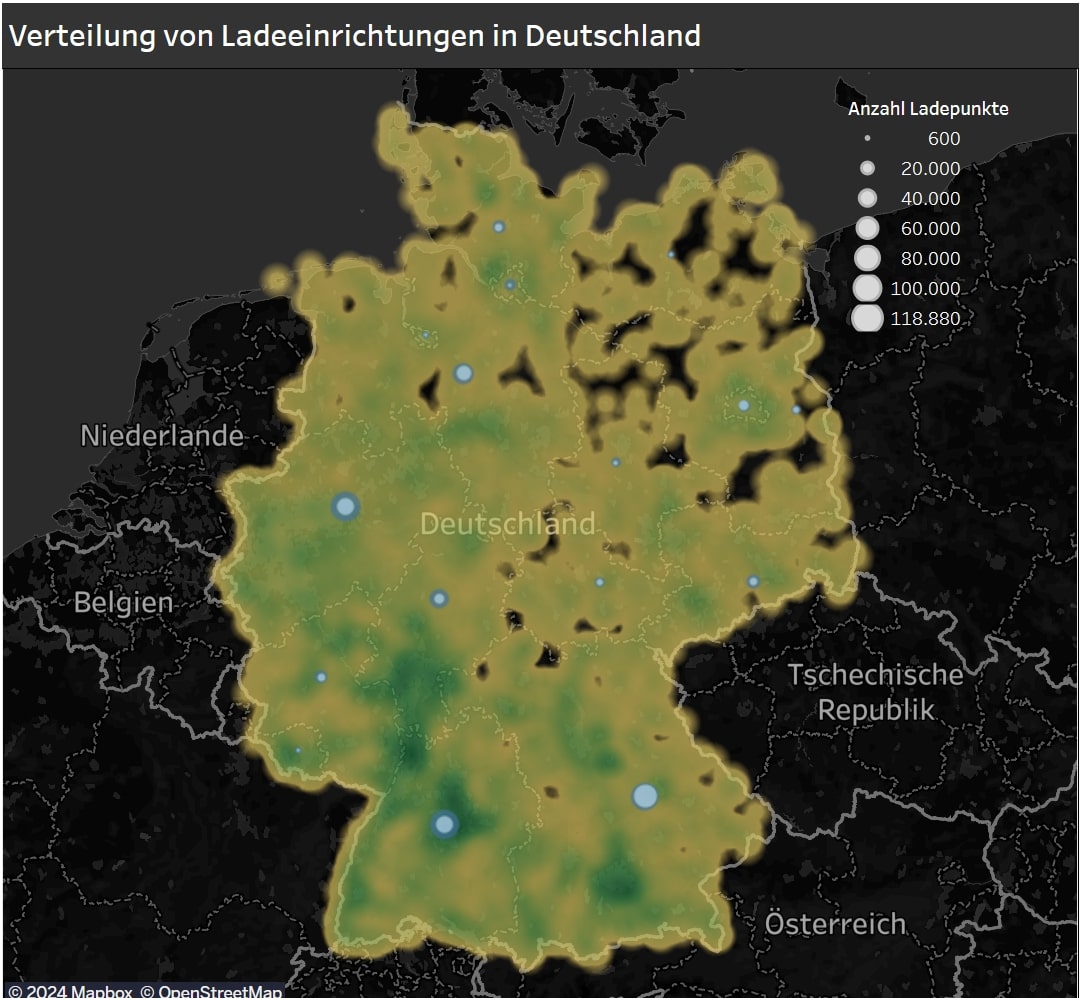 Verteilung von Ladeeinrichtungen in Deutschland
Anzahl Ladepunkte
600
20.000
40.000
60.000
80.000
100.000
118.880
Niederlande
Deutschland
Belgien
Tschechische
Republik
Österreich
© 2024 Mapbox © OpenStreetMap